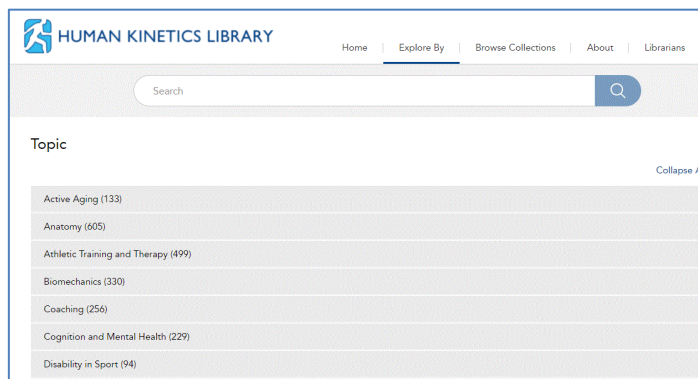 HUMAN KINETICS LIBRARY
Home Explore By Browse Collections About Librarians
Search
Topic
Collapse
Active Aging (133)
Anatomy (605)
Athletic Training and Therapy (499)
Biomechanics (330)
Coaching (256)
Cognition and Mental Health (229)
Disability in Sport (94)